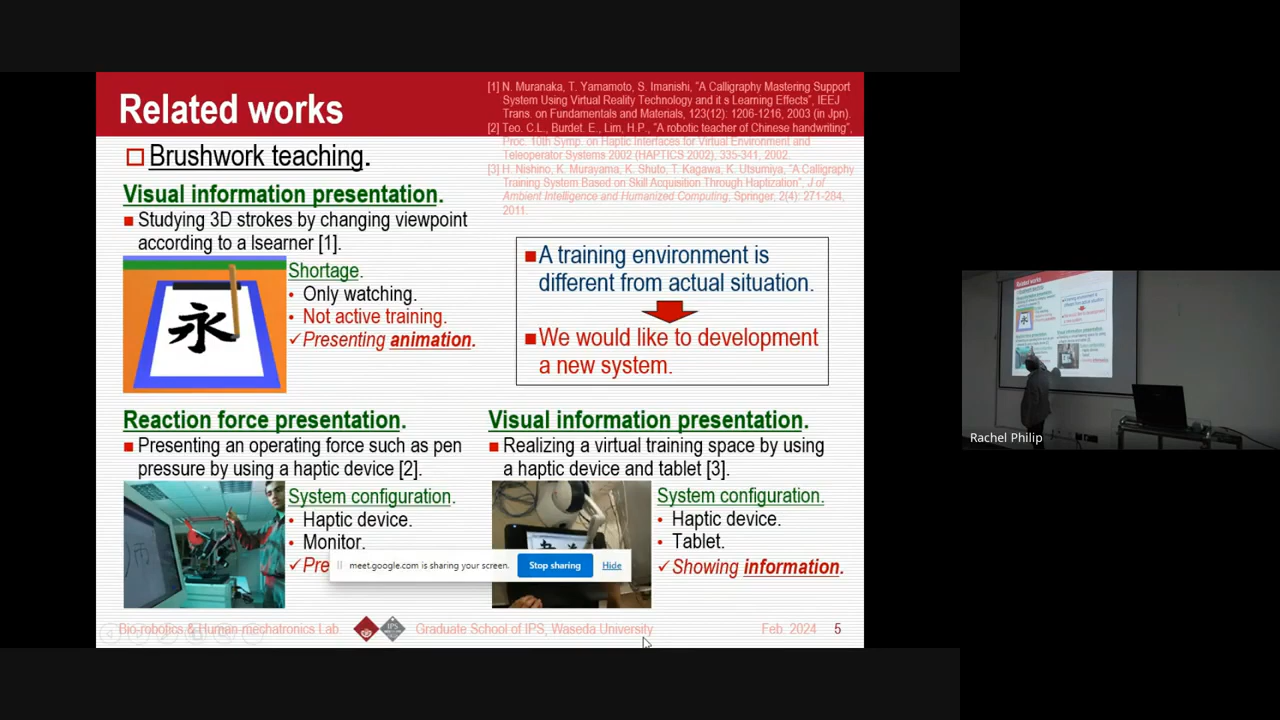 Related works
[1] N. Muranaka, T. Yamamoto, S. Imanishi, "A Calligraphy Mastering Support
System Using Virtual Reality Technology and it s Learning Effects", IEEJ
Trans. on Fundamentals and Materials, 123(12): 1206-1216, 2003 (in Jpn).
[2] Teo. C.L., Burdet. E., Lim, H.P., "A robotic teacher of Chinese handwriting",
Proc. 10th Symp. on Haptic Interfaces for Virtual Environment and
Teleoperator Systems 2002 (HAPTICS 2002), 335-341, 2002.
[3] H. Nishino, K. Murayama, K. Shuto, T. Kagawa, K. Utsumiya, "A Calligraphy
Training System Based on Skill Acquisition Through Haptization", J of
Ambient Intelligence and Humanized Computing, Springer, 2(4): 271-284,
2011.
Brushwork teaching.
Visual information presentation.
Studying 3D strokes by changing viewpoint
according to a lsearner [1].
永
Shortage.
Only watching.
Not active training.
✓Presenting animation.
A training environment is
different from actual situation.
We would like to development
a new system.
Reaction force presentation.
Presenting an operating force such as pen
pressure by using a haptic device [2].
System configuration.
Haptic device.
Monitor.
✓Pre
Visual information presentation.
Realizing a virtual training space by using
a haptic device and tablet [3].
System configuration.
Haptic device.
Tablet.
✓Showing information.
meet.google.com is sharing your screen.
Stop sharing
Hide
Bio-robotics & Human-mechatronics Lab.
IPS
Graduate School of IPS, Waseda University
Feb. 2024
5
Rachel Philip